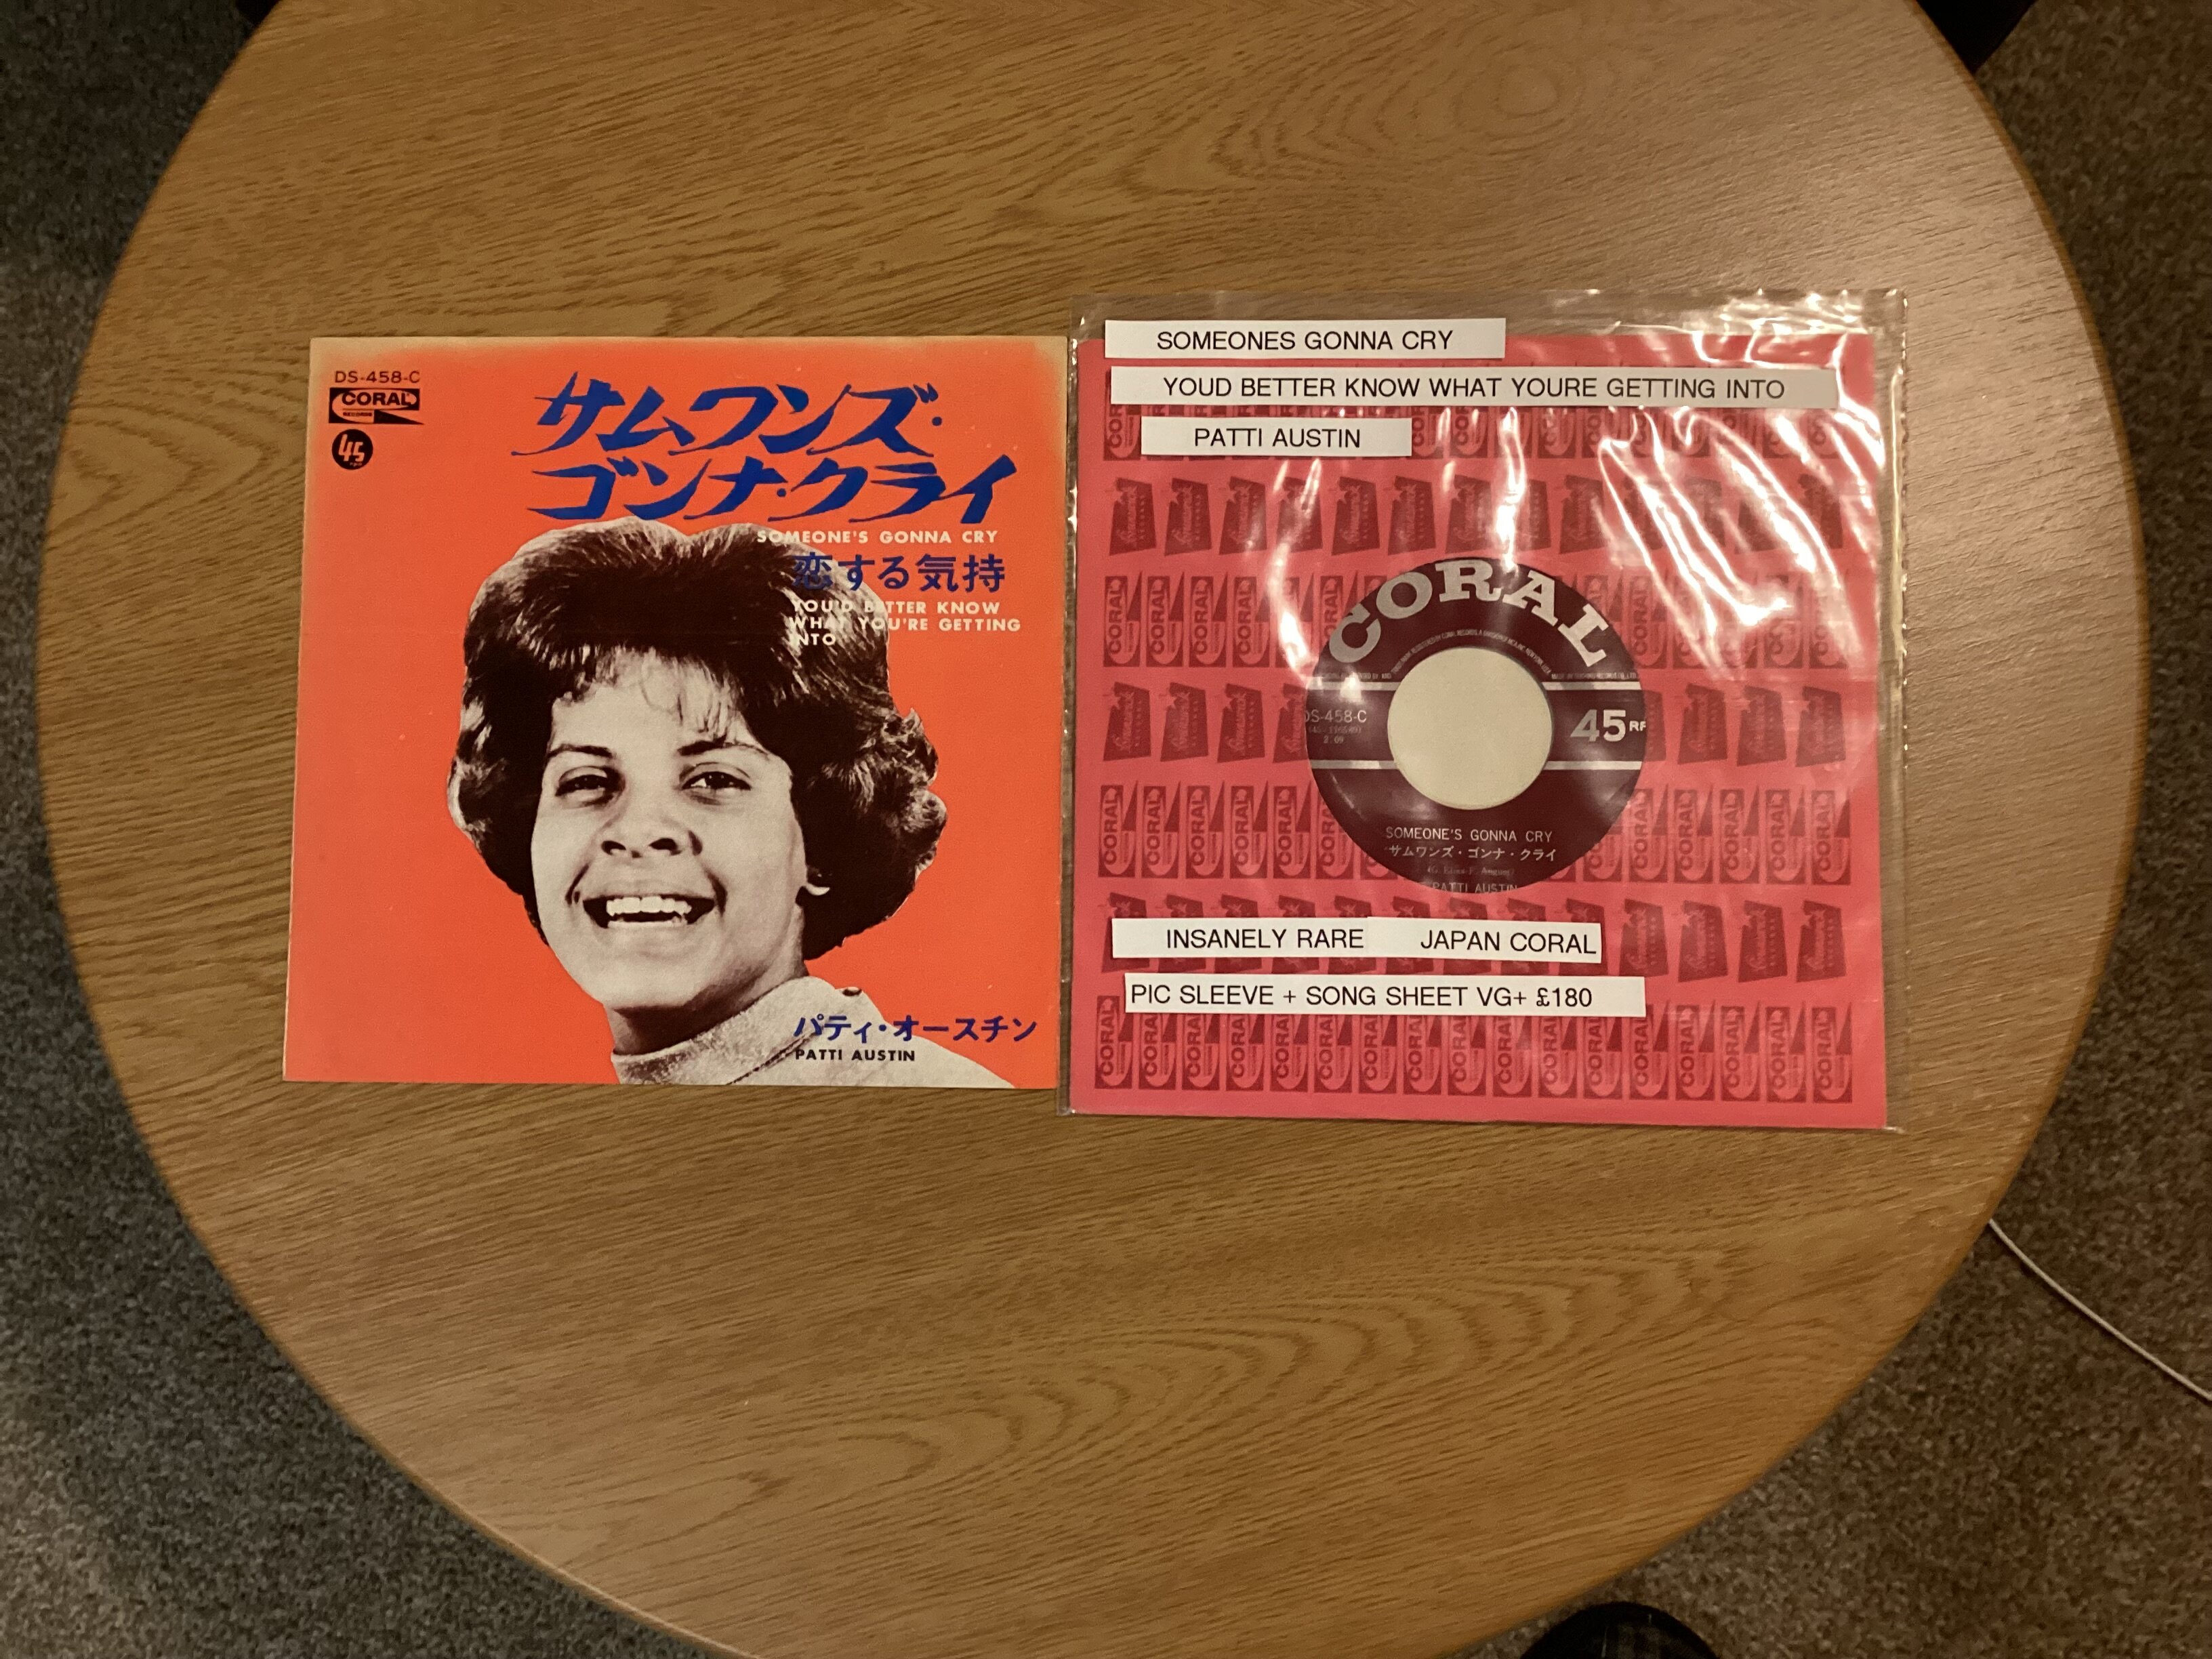 DS-458-C
CORAL
RECORDS
45
サムワンズ・
ゴンナ・クライ
SOMEONE'S GONNA CRY
恋する気持
YOU'D BETTER KNOW
WHAT YOU'RE GETTING
INTO
パティ・オースチン
PATTI AUSTIN
SOMEONES GONNA CRY
YOUD BETTER KNOW WHAT YOURE GETTING INTO
PATTI AUSTIN
CORAL
DS-458-C
45 RP
2.09
SOMEONE'S GONNA CRY
サムワンズ・ゴンナ・クライ
PATTI AUSTIN
INSANELY RARE JAPAN CORAL
PIC SLEEVE + SONG SHEET VG+ £180